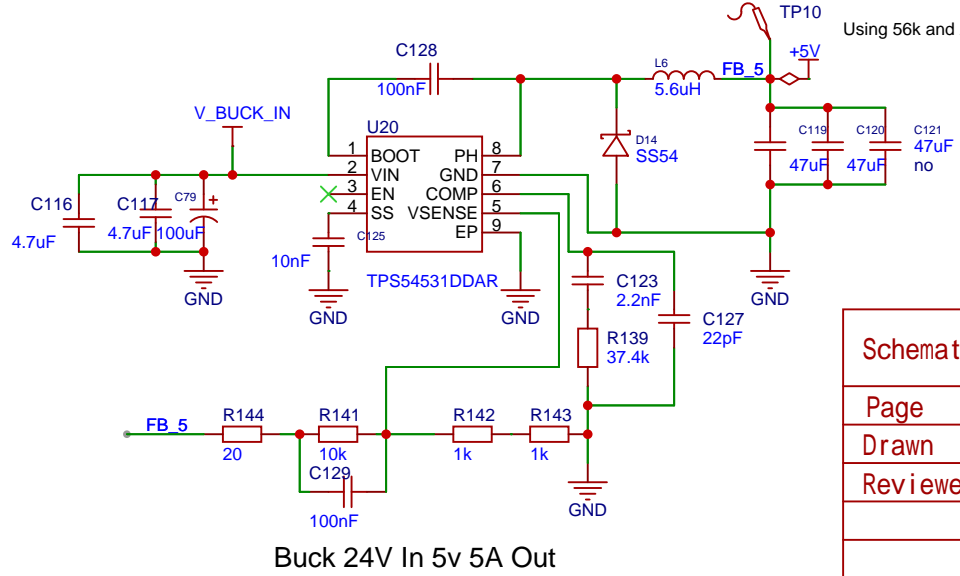 TP10
Using 56k and
+5V
C128
100nF
L6
5.6uH
FB_5
V_BUCK_IN
U20
1 BOOT PH 8
2 VIN GND 7
3 EN COMP 6
4 SS VSENSE 5
EP 9
TPS54531DDAR
D14
SS54
C119
47uF
C120
47uF
C121
47uF
no
C116
4.7uF
C117
4.7uF
C79
+
100uF
C125
10nF
GND
GND
GND
GND
C123
2.2nF
C127
22pF
R139
37.4k
FB_5
R144
20
R141
10k
C129
100nF
R142
1k
R143
1k
GND
Schemat
Page
Drawn
Reviewe
Buck 24V In 5v 5A Out